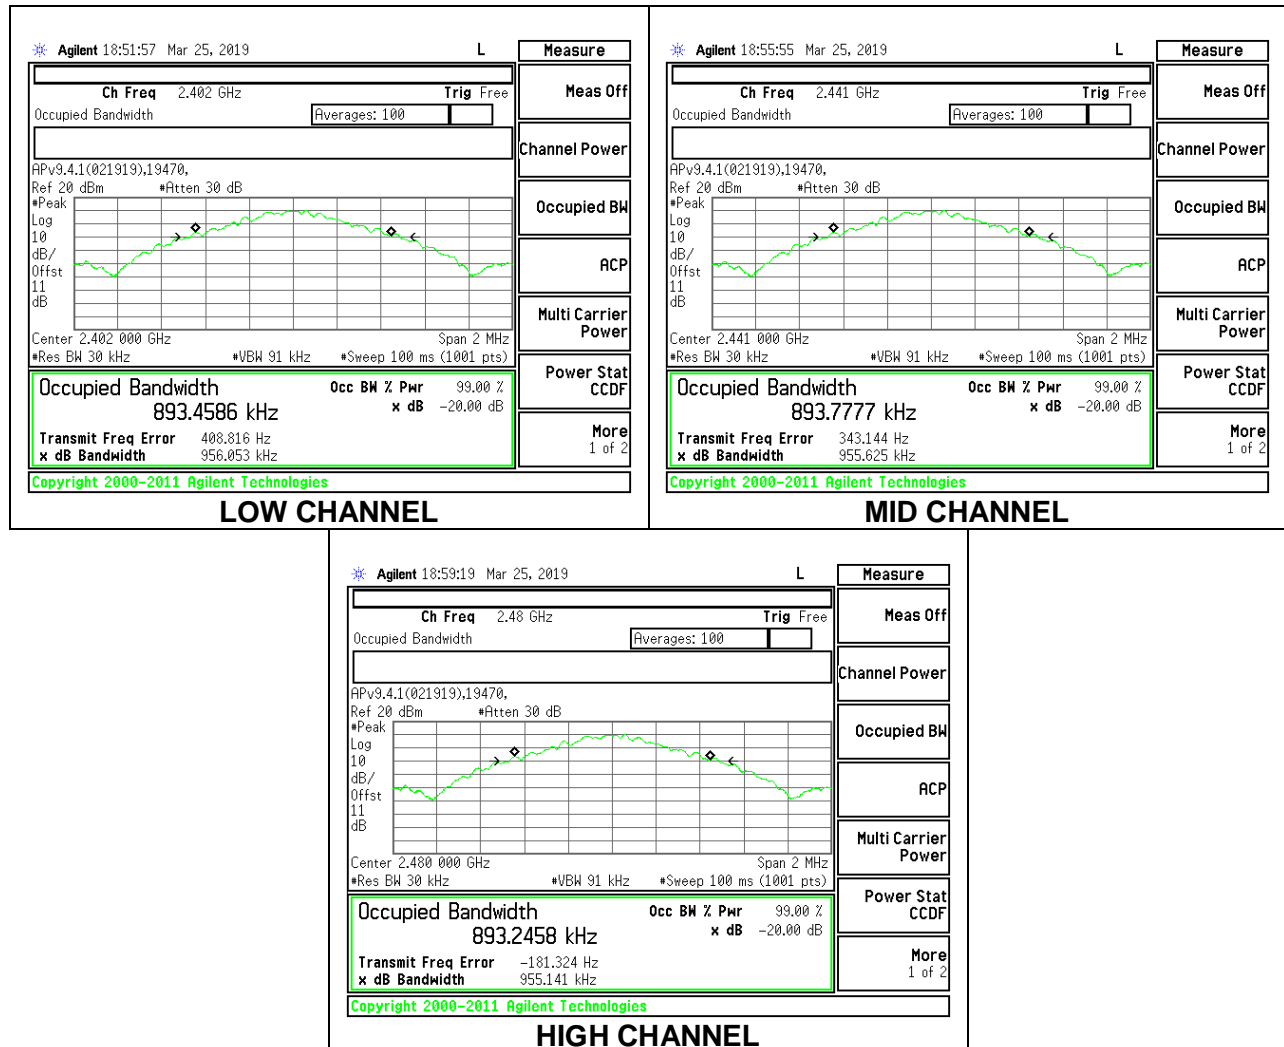 Agilent 18:51:57 Mar 25, 2019 L Measure
Ch Freq 2.402 GHz Trig Free
Meas Off
Occupied Bandwidth Averages: 100
Channel Power
APv9.4.1(021919),19470,
Ref 20 dBm #Atten 30 dB
#Peak
Log
10
dB/
Offst
11
dB
Occupied BW
ACP
Multi Carrier
Power
Center 2.402 000 GHz Span 2 MHz
#Res BW 30 kHz #VBW 91 kHz #Sweep 100 ms (1001 pts)
Power Stat
CCDF
Occupied Bandwidth Occ BW % Pwr 99.00 %
893.4586 kHz x dB -20.00 dB
Transmit Freq Error 408.816 Hz
x dB Bandwidth 956.053 kHz
More
1 of 2
Copyright 2000-2011 Agilent Technologies
LOW CHANNEL
Agilent 18:55:55 Mar 25, 2019 L Measure
Ch Freq 2.441 GHz Trig Free
Meas Off
Occupied Bandwidth Averages: 100
Channel Power
APv9.4.1(021919),19470,
Ref 20 dBm #Atten 30 dB
#Peak
Log
10
dB/
Offst
11
dB
Occupied BW
ACP
Multi Carrier
Power
Center 2.441 000 GHz Span 2 MHz
#Res BW 30 kHz #VBW 91 kHz #Sweep 100 ms (1001 pts)
Power Stat
CCDF
Occupied Bandwidth Occ BW % Pwr 99.00 %
893.7777 kHz x dB -20.00 dB
Transmit Freq Error 343.144 Hz
x dB Bandwidth 955.625 kHz
More
1 of 2
Copyright 2000-2011 Agilent Technologies
MID CHANNEL
Agilent 18:59:19 Mar 25, 2019 L Measure
Ch Freq 2.48 GHz Trig Free
Meas Off
Occupied Bandwidth Averages: 100
Channel Power
APv9.4.1(021919),19470,
Ref 20 dBm #Atten 30 dB
#Peak
Log
10
dB/
Offst
11
dB
Occupied BW
ACP
Multi Carrier
Power
Center 2.480 000 GHz Span 2 MHz
#Res BW 30 kHz #VBW 91 kHz #Sweep 100 ms (1001 pts)
Power Stat
CCDF
Occupied Bandwidth Occ BW % Pwr 99.00 %
893.2458 kHz x dB -20.00 dB
Transmit Freq Error -181.324 Hz
x dB Bandwidth 955.141 kHz
More
1 of 2
Copyright 2000-2011 Agilent Technologies
HIGH CHANNEL